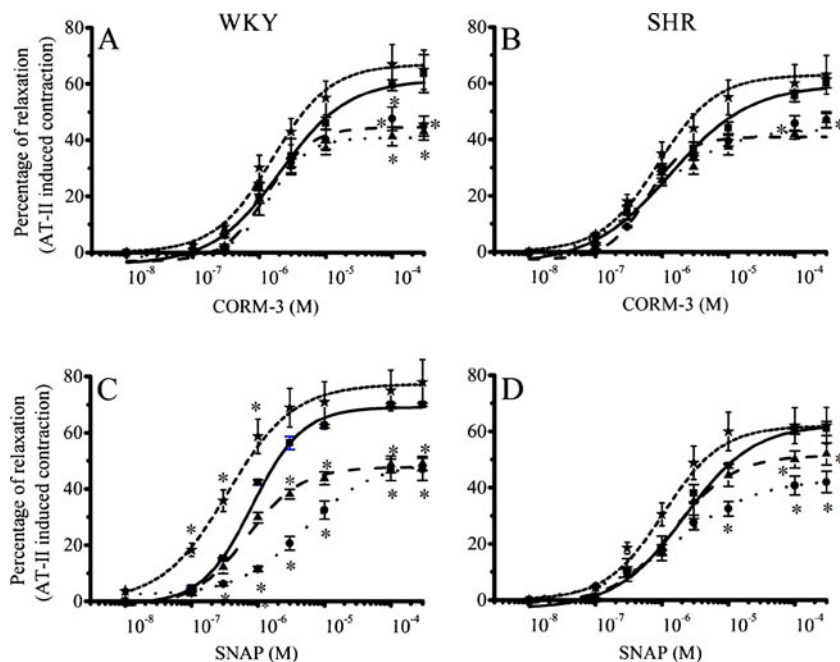 WKY
SHR
A
B
Percentage of relaxation
(AT-II induced contraction)
80
60
40
20
0
10-8
10-7
10-6
10-5
10-4
CORM-3 (M)
80
60
40
20
0
10-8
10-7
10-6
10-5
10-4
CORM-3 (M)
C
D
Percentage of relaxation
(AT-II induced contraction)
80
60
40
20
0
10-8
10-7
10-6
10-5
10-4
SNAP (M)
80
60
40
20
0
10-8
10-7
10-6
10-5
10-4
SNAP (M)